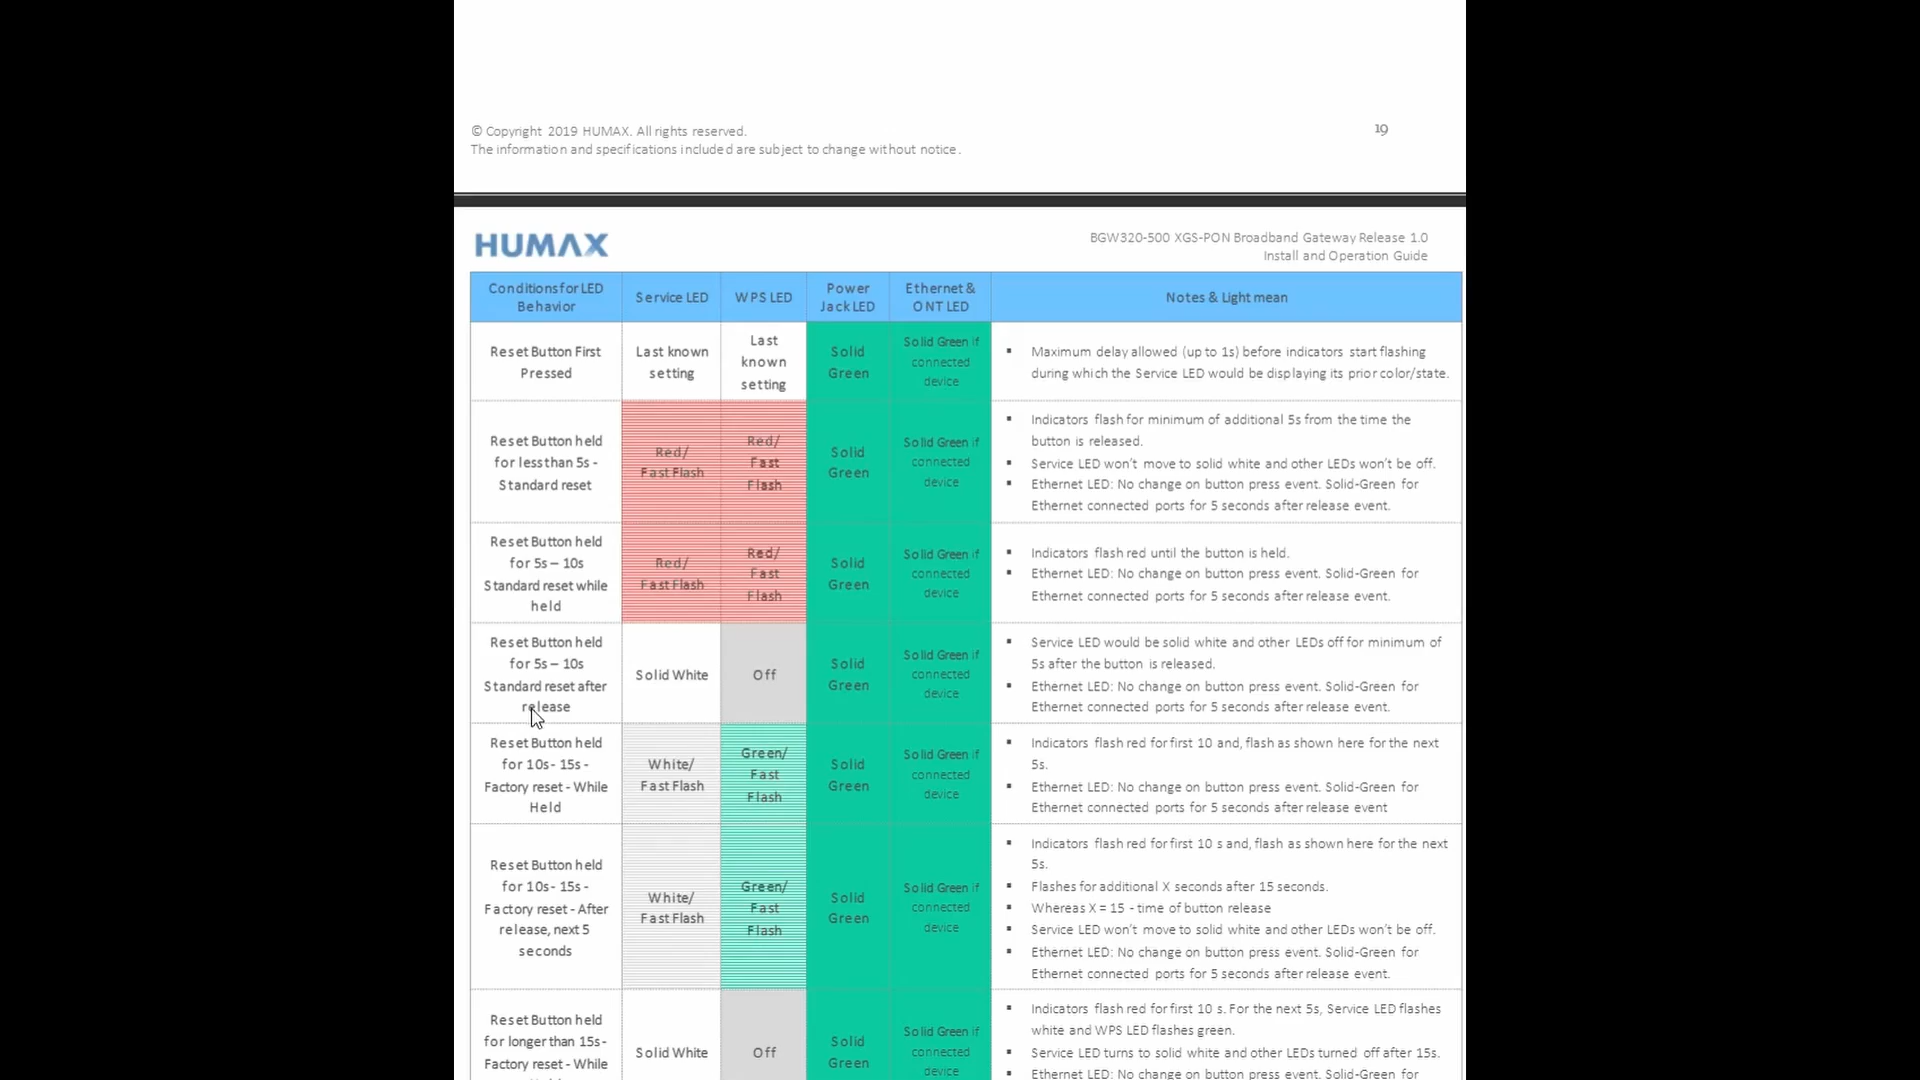 © Copyright 2019 HUMAX. All rights reserved.
19
The information and specifications included are subject to change without notice.
HUMAX
BGW320-500 XGS-PON Broadband Gateway Release 1.0
Install and Operation Guide
Conditions for LED
Behavior
Service LED
WPS LED
Power
Jack LED
Ethernet &
ONT LED
Notes & Light mean
Reset Button First
Pressed
Last known
setting
Last
known
setting
Solid
Green
Solid Green if
connected
device
▪ Maximum delay allowed (up to 1s) before indicators start flashing
during which the Service LED would be displaying its prior color/state.
Reset Button held
for less than 5s -
Standard reset
Red/
Fast Flash
Red/
Fast
Flash
Solid
Green
Solid Green if
connected
device
▪ Indicators flash for minimum of additional 5s from the time the
button is released.
▪ Service LED won't move to solid white and other LEDs won't be off.
▪ Ethernet LED: No change on button press event. Solid-Green for
Ethernet connected ports for 5 seconds after release event.
Reset Button held
for 5s – 10s
Standard reset while
held
Red/
Fast Flash
Red/
Fast
Flash
Solid
Green
Solid Green if
connected
device
▪ Indicators flash red until the button is held.
▪ Ethernet LED: No change on button press event. Solid-Green for
Ethernet connected ports for 5 seconds after release event.
Reset Button held
for 5s – 10s
Standard reset after
release
Solid White
Off
Solid
Green
Solid Green if
connected
device
▪ Service LED would be solid white and other LEDs off for minimum of
5s after the button is released.
▪ Ethernet LED: No change on button press event. Solid-Green for
Ethernet connected ports for 5 seconds after release event.
Reset Button held
for 10s- 15s -
Factory reset - While
Held
White/
Fast Flash
Green/
Fast
Flash
Solid
Green
Solid Green if
connected
device
▪ Indicators flash red for first 10 and, flash as shown here for the next
5s.
▪ Ethernet LED: No change on button press event. Solid-Green for
Ethernet connected ports for 5 seconds after release event
Reset Button held
for 10s- 15s -
Factory reset - After
release, next 5
seconds
White/
Fast Flash
Green/
Fast
Flash
Solid
Green
Solid Green if
connected
device
▪ Indicators flash red for first 10 s and, flash as shown here for the next
5s.
▪ Flashes for additional X seconds after 15 seconds.
▪ Whereas X = 15 - time of button release
▪ Service LED won't move to solid white and other LEDs won't be off.
▪ Ethernet LED: No change on button press event. Solid-Green for
Ethernet connected ports for 5 seconds after release event.
Reset Button held
for longer than 15s-
Factory reset - While
Solid White
Off
Solid
Green
Solid Green if
connected
device
▪ Indicators flash red for first 10 s. For the next 5s, Service LED flashes
white and WPS LED flashes green.
▪ Service LED turns to solid white and other LEDs turned off after 15s.
▪ Ethernet LED: No change on button press event. Solid-Green for